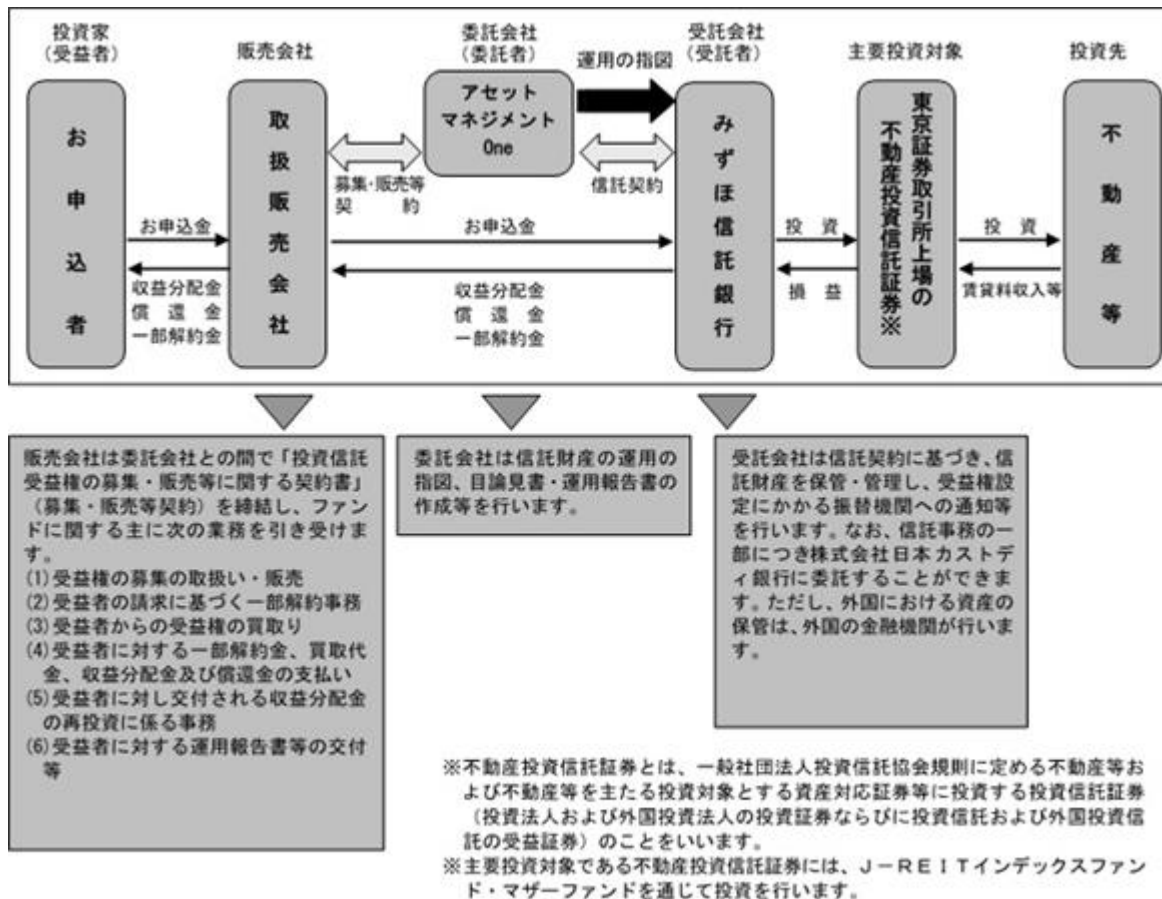 投資家
(受益者)
販売会社
委託会社
(委託者)
運用の指図
受託会社
(受託者)
主要投資対象
投資先
お申込者
取扱販売会社
アセット
マネジメント
One
みずほ信託銀行
東京証券取引所上場の
不動産投資信託証券※
不動産等
募集・販売等
契約
信託契約
お申込金
収益分配金
償還金
一部解約金
お申込金
収益分配金
償還金
一部解約金
投資
損益
投資
賃貸料収入等
販売会社は委託会社との間で「投資信託
受益権の募集・販売等に関する契約書」
(募集・販売等契約)を締結し、ファン
ドに関する主に次の業務を引き受けま
す。
(1)受益権の募集の取扱い・販売
(2)受益者の請求に基づく一部解約事務
(3)受益者からの受益権の買取り
(4)受益者に対する一部解約金、買取代
金、収益分配金及び償還金の支払い
(5)受益者に対し交付される収益分配金
の再投資に係る事務
(6)受益者に対する運用報告書等の交付
等
委託会社は信託財産の運用の
指図、目論見書・運用報告書の
作成等を行います。
受託会社は信託契約に基づき、信
託財産を保管・管理し、受益権設
定にかかる振替機関への通知等
を行います。なお、信託事務の一
部につき株式会社日本カストデ
ィ銀行に委託することができま
す。ただし、外国における資産の
保管は、外国の金融機関が行いま
す。
※不動産投資信託証券とは、一般社団法人投資信託協会規則に定める不動産等お
よび不動産等を主たる投資対象とする資産対応証券等に投資する投資信託証券
(投資法人および外国投資法人の投資証券ならびに投資信託および外国投資信
託の受益証券)のことをいいます。
※主要投資対象である不動産投資信託証券には、J-REITインデックスファン
ド・マザーファンドを通じて投資を行います。